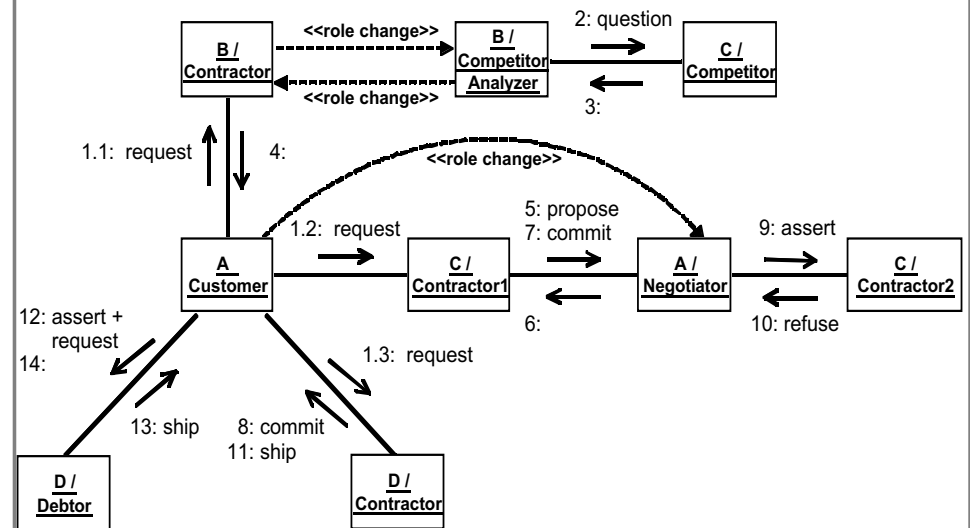 <<role change>>
B /
Contractor
B /
Competitor
Analyzer
2: question
C /
Competitor
<<role change>>
3:
1.1: request
4:
<<role change>>
1.2: request
5: propose
7: commit
9: assert
A
Customer
C /
Contractor1
A /
Negotiator
C /
Contractor2
6:
10: refuse
12: assert +
request
14:
1.3: request
13: ship
8: commit
11: ship
D /
Debtor
D /
Contractor